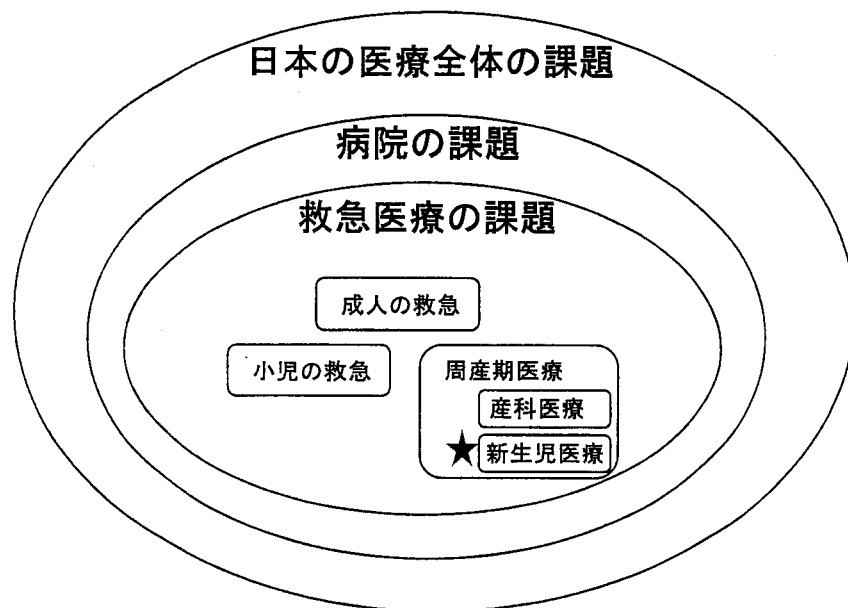 日本の医療全体の課題
病院の課題
救急医療の課題
成人の救急
小児の救急
周産期医療
産科医療
★新生児医療